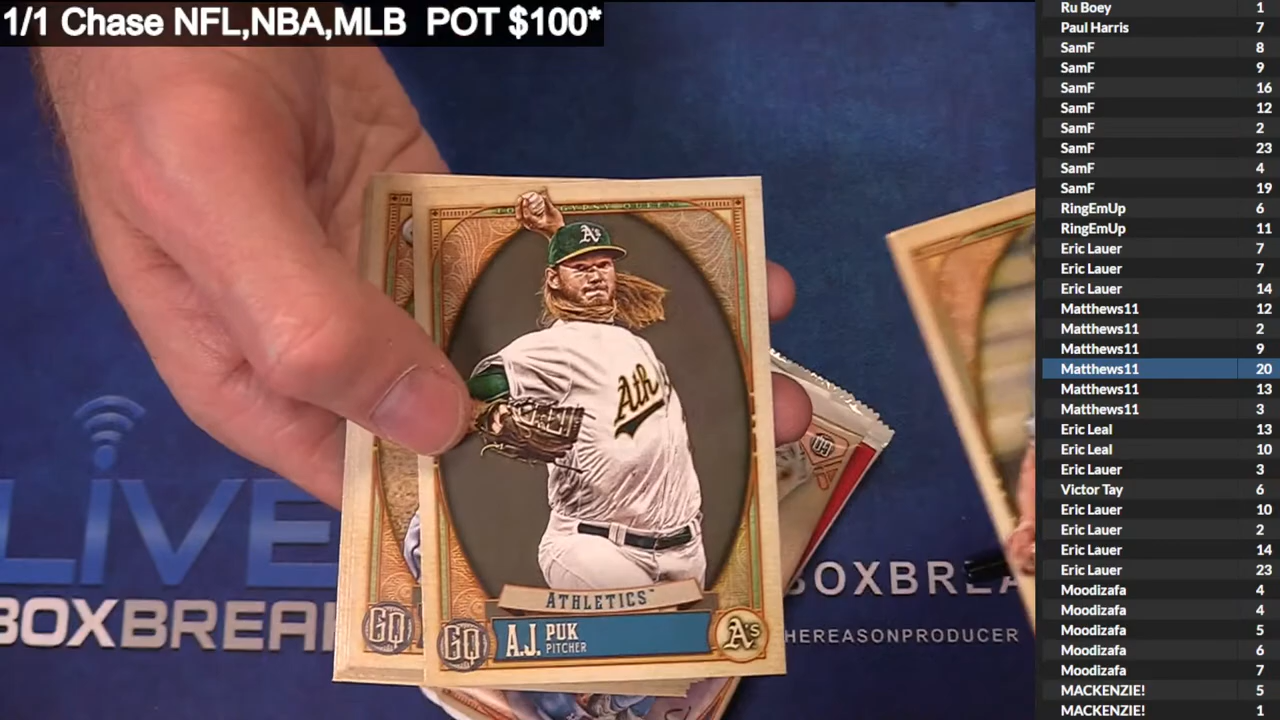 1/1 Chase NFL,NBA,MLB POT $100*
Ru Boey 1
Paul Harris 7
SamF 8
SamF 9
SamF 16
SamF 12
SamF 2
SamF 23
SamF 4
SamF 19
RingEmUp 6
RingEmUp 11
Eric Lauer 7
Eric Lauer 7
Eric Lauer 14
Matthews11 12
Matthews11 2
Matthews11 9
Matthews11 20
Matthews11 13
Matthews11 3
Eric Leal 13
Eric Leal 10
Eric Lauer 3
Victor Tay 6
Eric Lauer 10
Eric Lauer 2
Eric Lauer 14
Eric Lauer 23
Moodizafa 4
Moodizafa 4
Moodizafa 5
Moodizafa 6
Moodizafa 7
MACKENZIE! 5
MACKENZIE! 1
GYPSY QUEEN
A's
Ath
ATHLETICS
GQ
GQ
A.J. PUK
PITCHER
A's
LIVE
BOXBREA
OXBREA
HEREASONPRODUCER